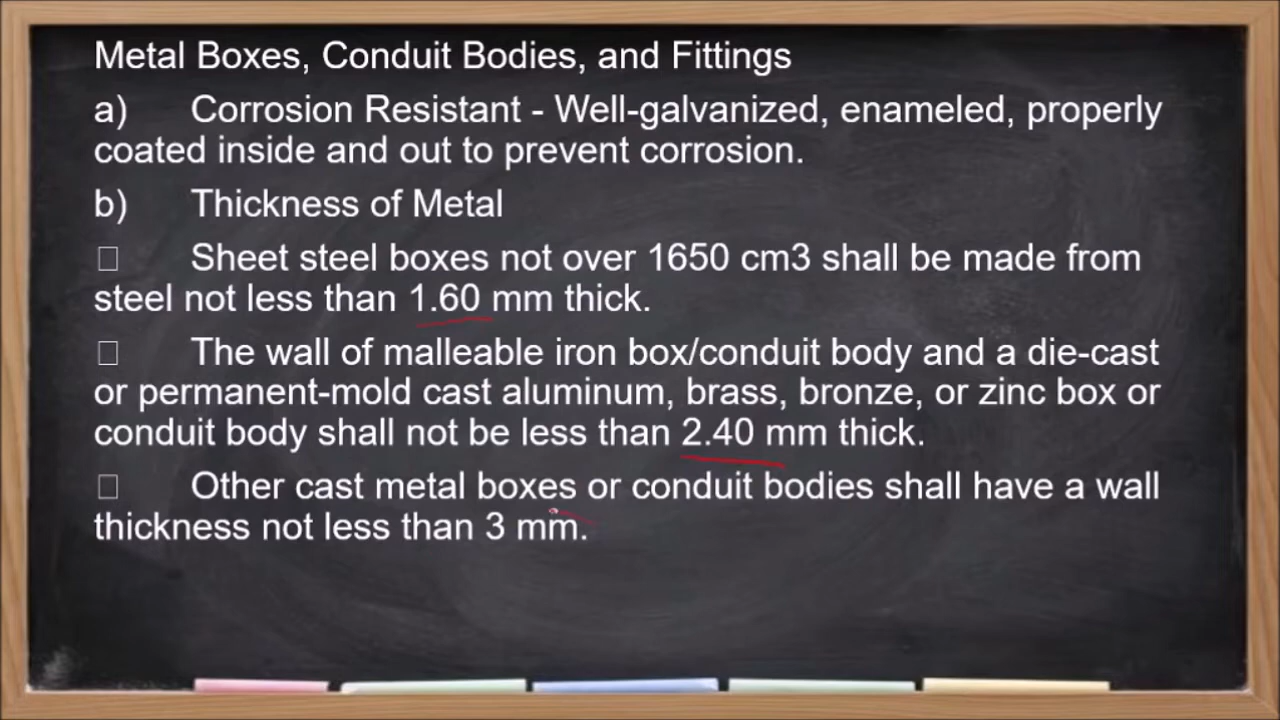 Metal Boxes, Conduit Bodies, and Fittings
a) Corrosion Resistant - Well-galvanized, enameled, properly
coated inside and out to prevent corrosion.
b) Thickness of Metal
□ Sheet steel boxes not over 1650 cm3 shall be made from
steel not less than 1.60 mm thick.
□ The wall of malleable iron box/conduit body and a die-cast
or permanent-mold cast aluminum, brass, bronze, or zinc box or
conduit body shall not be less than 2.40 mm thick.
□ Other cast metal boxes or conduit bodies shall have a wall
thickness not less than 3 mm.